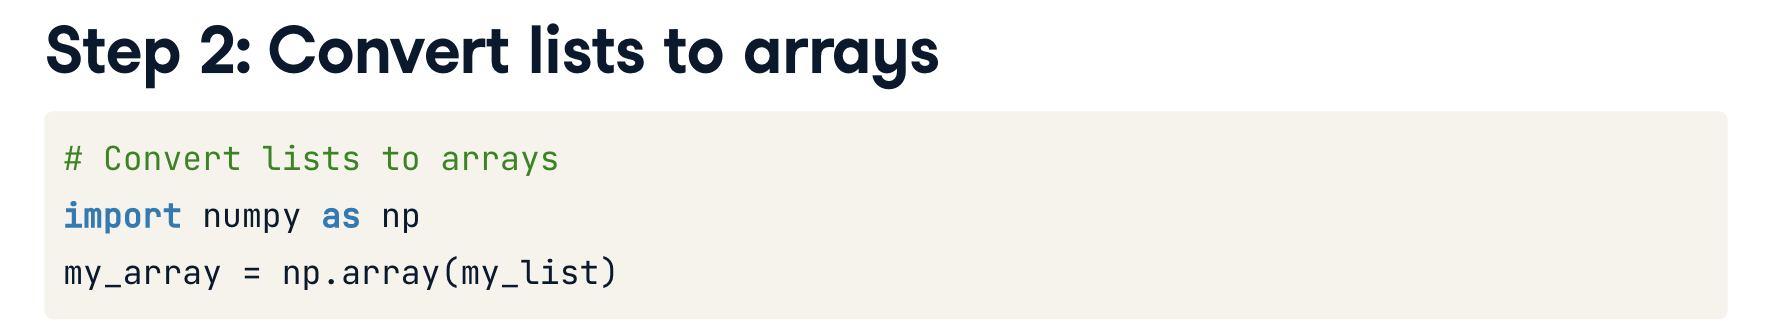 Step 2: Convert lists to arrays
# Convert lists to arrays
import numpy as np
my_array = np.array(my_list)